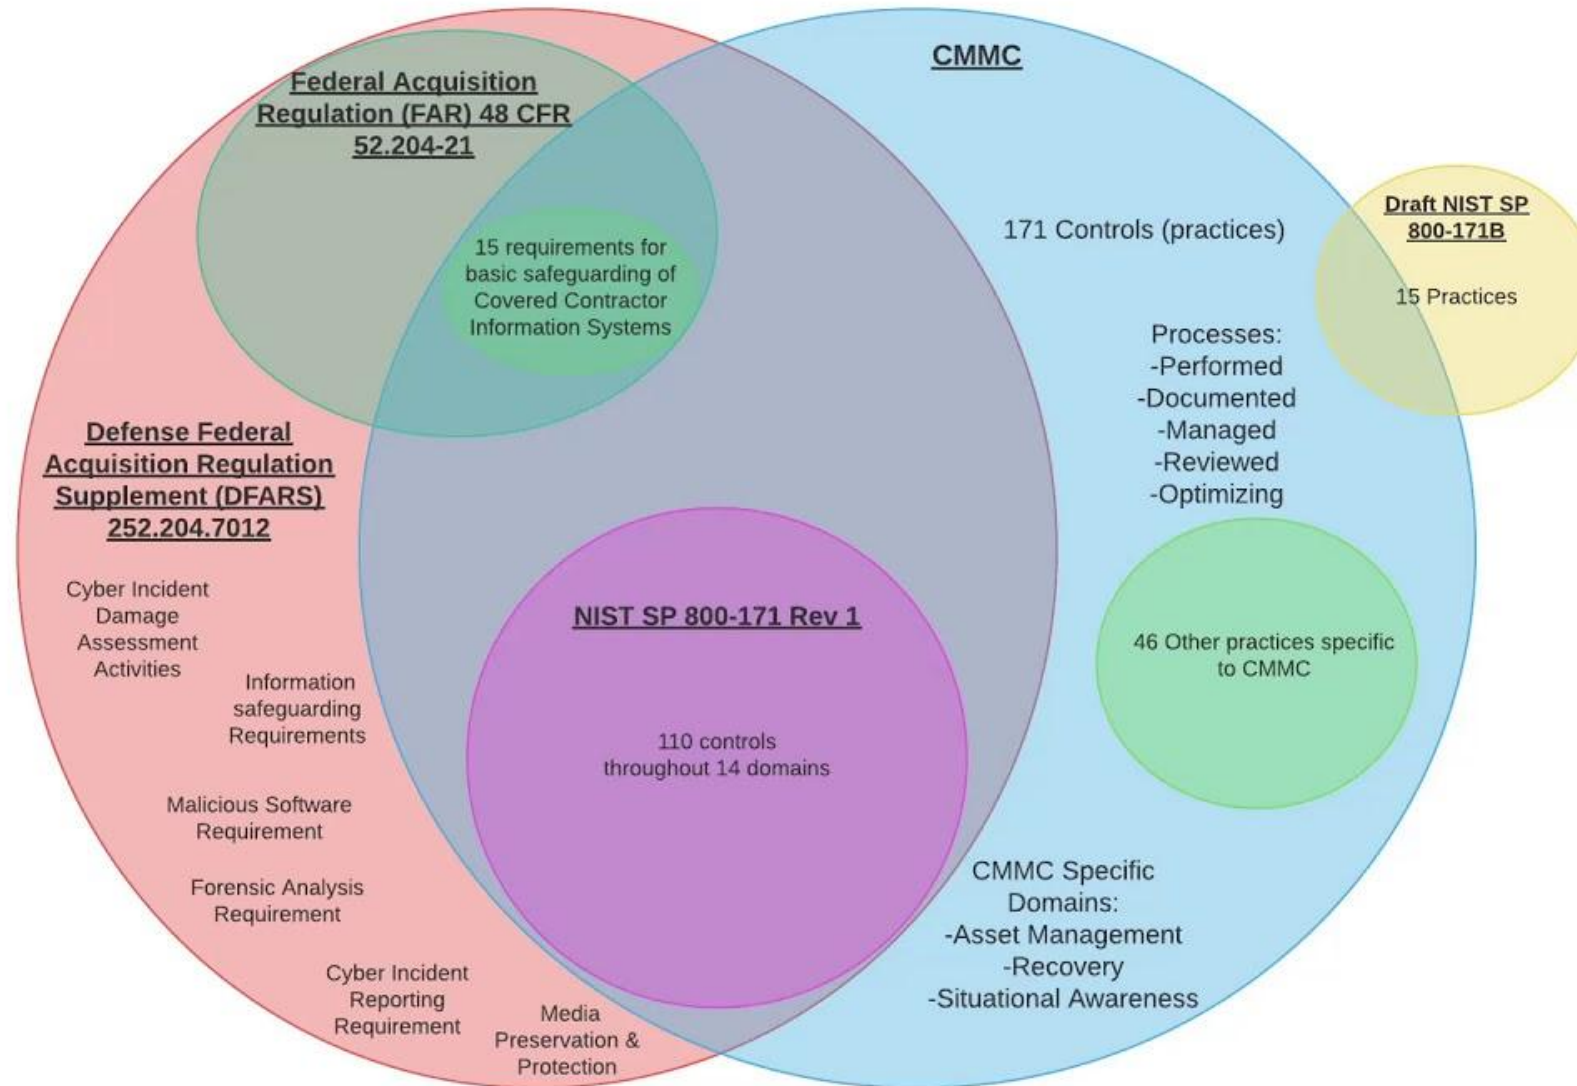 Federal Acquisition
Regulation (FAR) 48 CFR
52.204-21
15 requirements for
basic safeguarding of
Covered Contractor
Information Systems
Defense Federal
Acquisition Regulation
Supplement (DFARS)
252.204.7012
Cyber Incident
Damage
Assessment
Activities
Information
safeguarding
Requirements
Malicious Software
Requirement
Forensic Analysis
Requirement
Cyber Incident
Reporting
Requirement
Media
Preservation &
Protection
NIST SP 800-171 Rev 1
110 controls
throughout 14 domains
CMMC
171 Controls (practices)
Processes:
-Performed
-Documented
-Managed
-Reviewed
-Optimizing
46 Other practices specific
to CMMC
CMMC Specific
Domains:
-Asset Management
-Recovery
-Situational Awareness
Draft NIST SP
800-171B
15 Practices